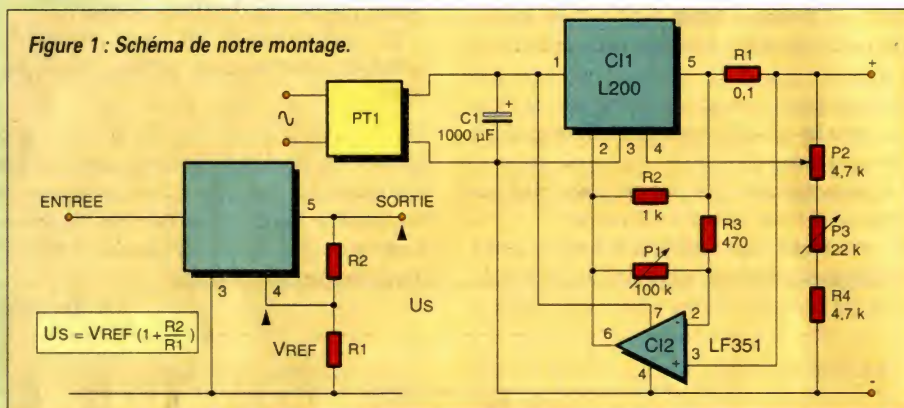 Figure 1 : Schéma de notre montage.
PT1
C1
1000 µF
+
1
CI1
L200
5
R1
0,1
+
2
3
4
R2
1 k
R3
470
P1
100 k
P2
4,7 k
P3
22 k
R4
4,7 k
6
7
2
-
CI2
LF351
3
+
4
-
ENTREE
5
SORTIE
3
4
R2
US
VREF
R1
US = VREF (1+R2/R1)